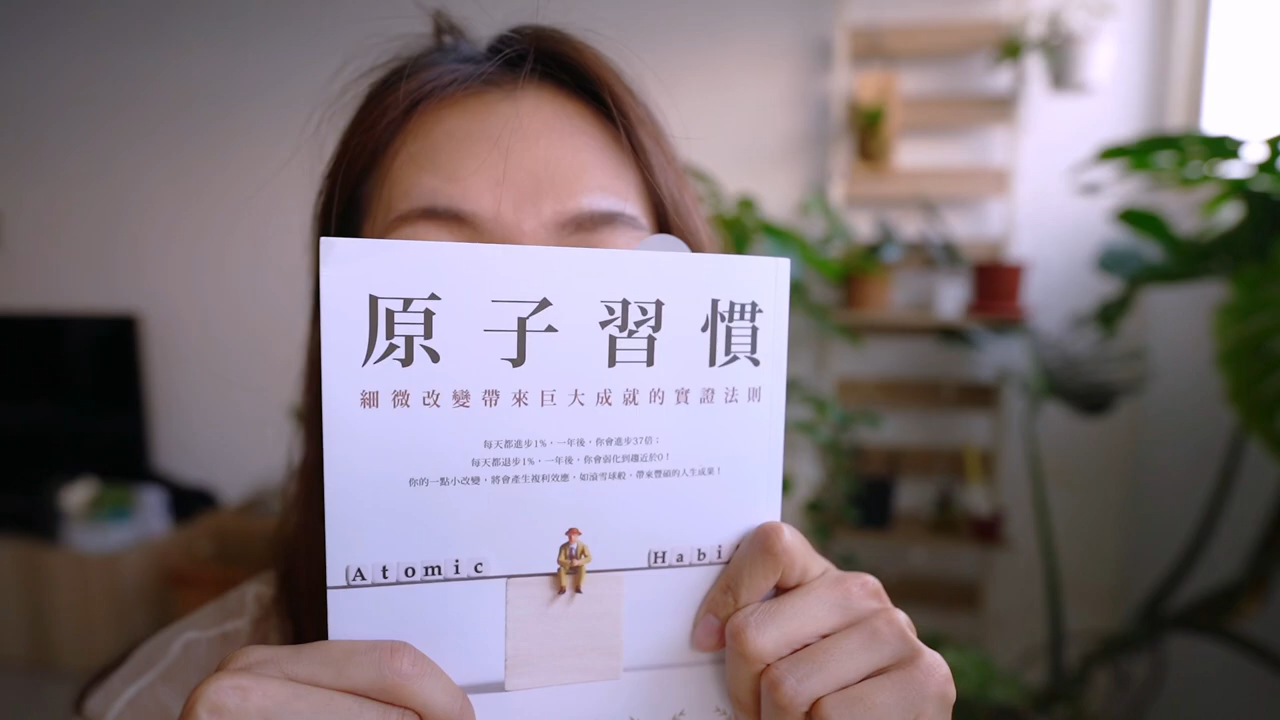 原子習慣
細微改變帶來巨大成就的實證法則
每天都進步1%，一年後，你會進步37倍；
每天都退步1%，一年後，你會弱化到趨近於0！
你的一點小改變，將會產生複利效應，如滾雪球般，帶來豐碩的人生成果！
Atomic Habi